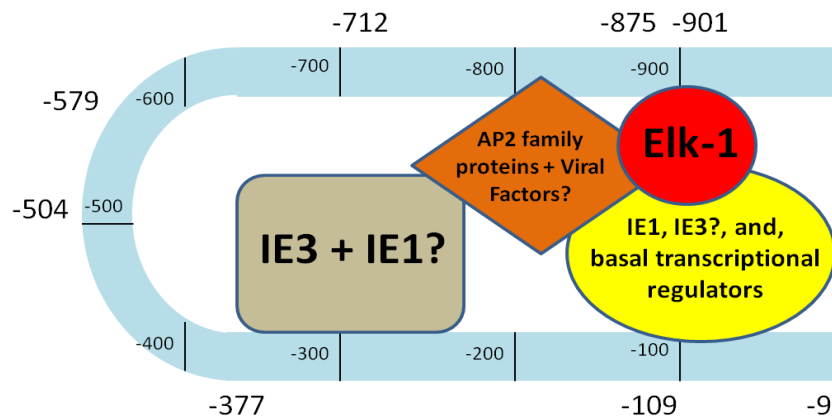 -712
-875
-901
-700
-800
-900
-579
-600
AP2 family
proteins + Viral
Factors?
Elk-1
-504
-500
IE3 + IE1?
IE1, IE3?, and,
basal transcriptional
regulators
-400
-300
-200
-100
-377
-109
-9